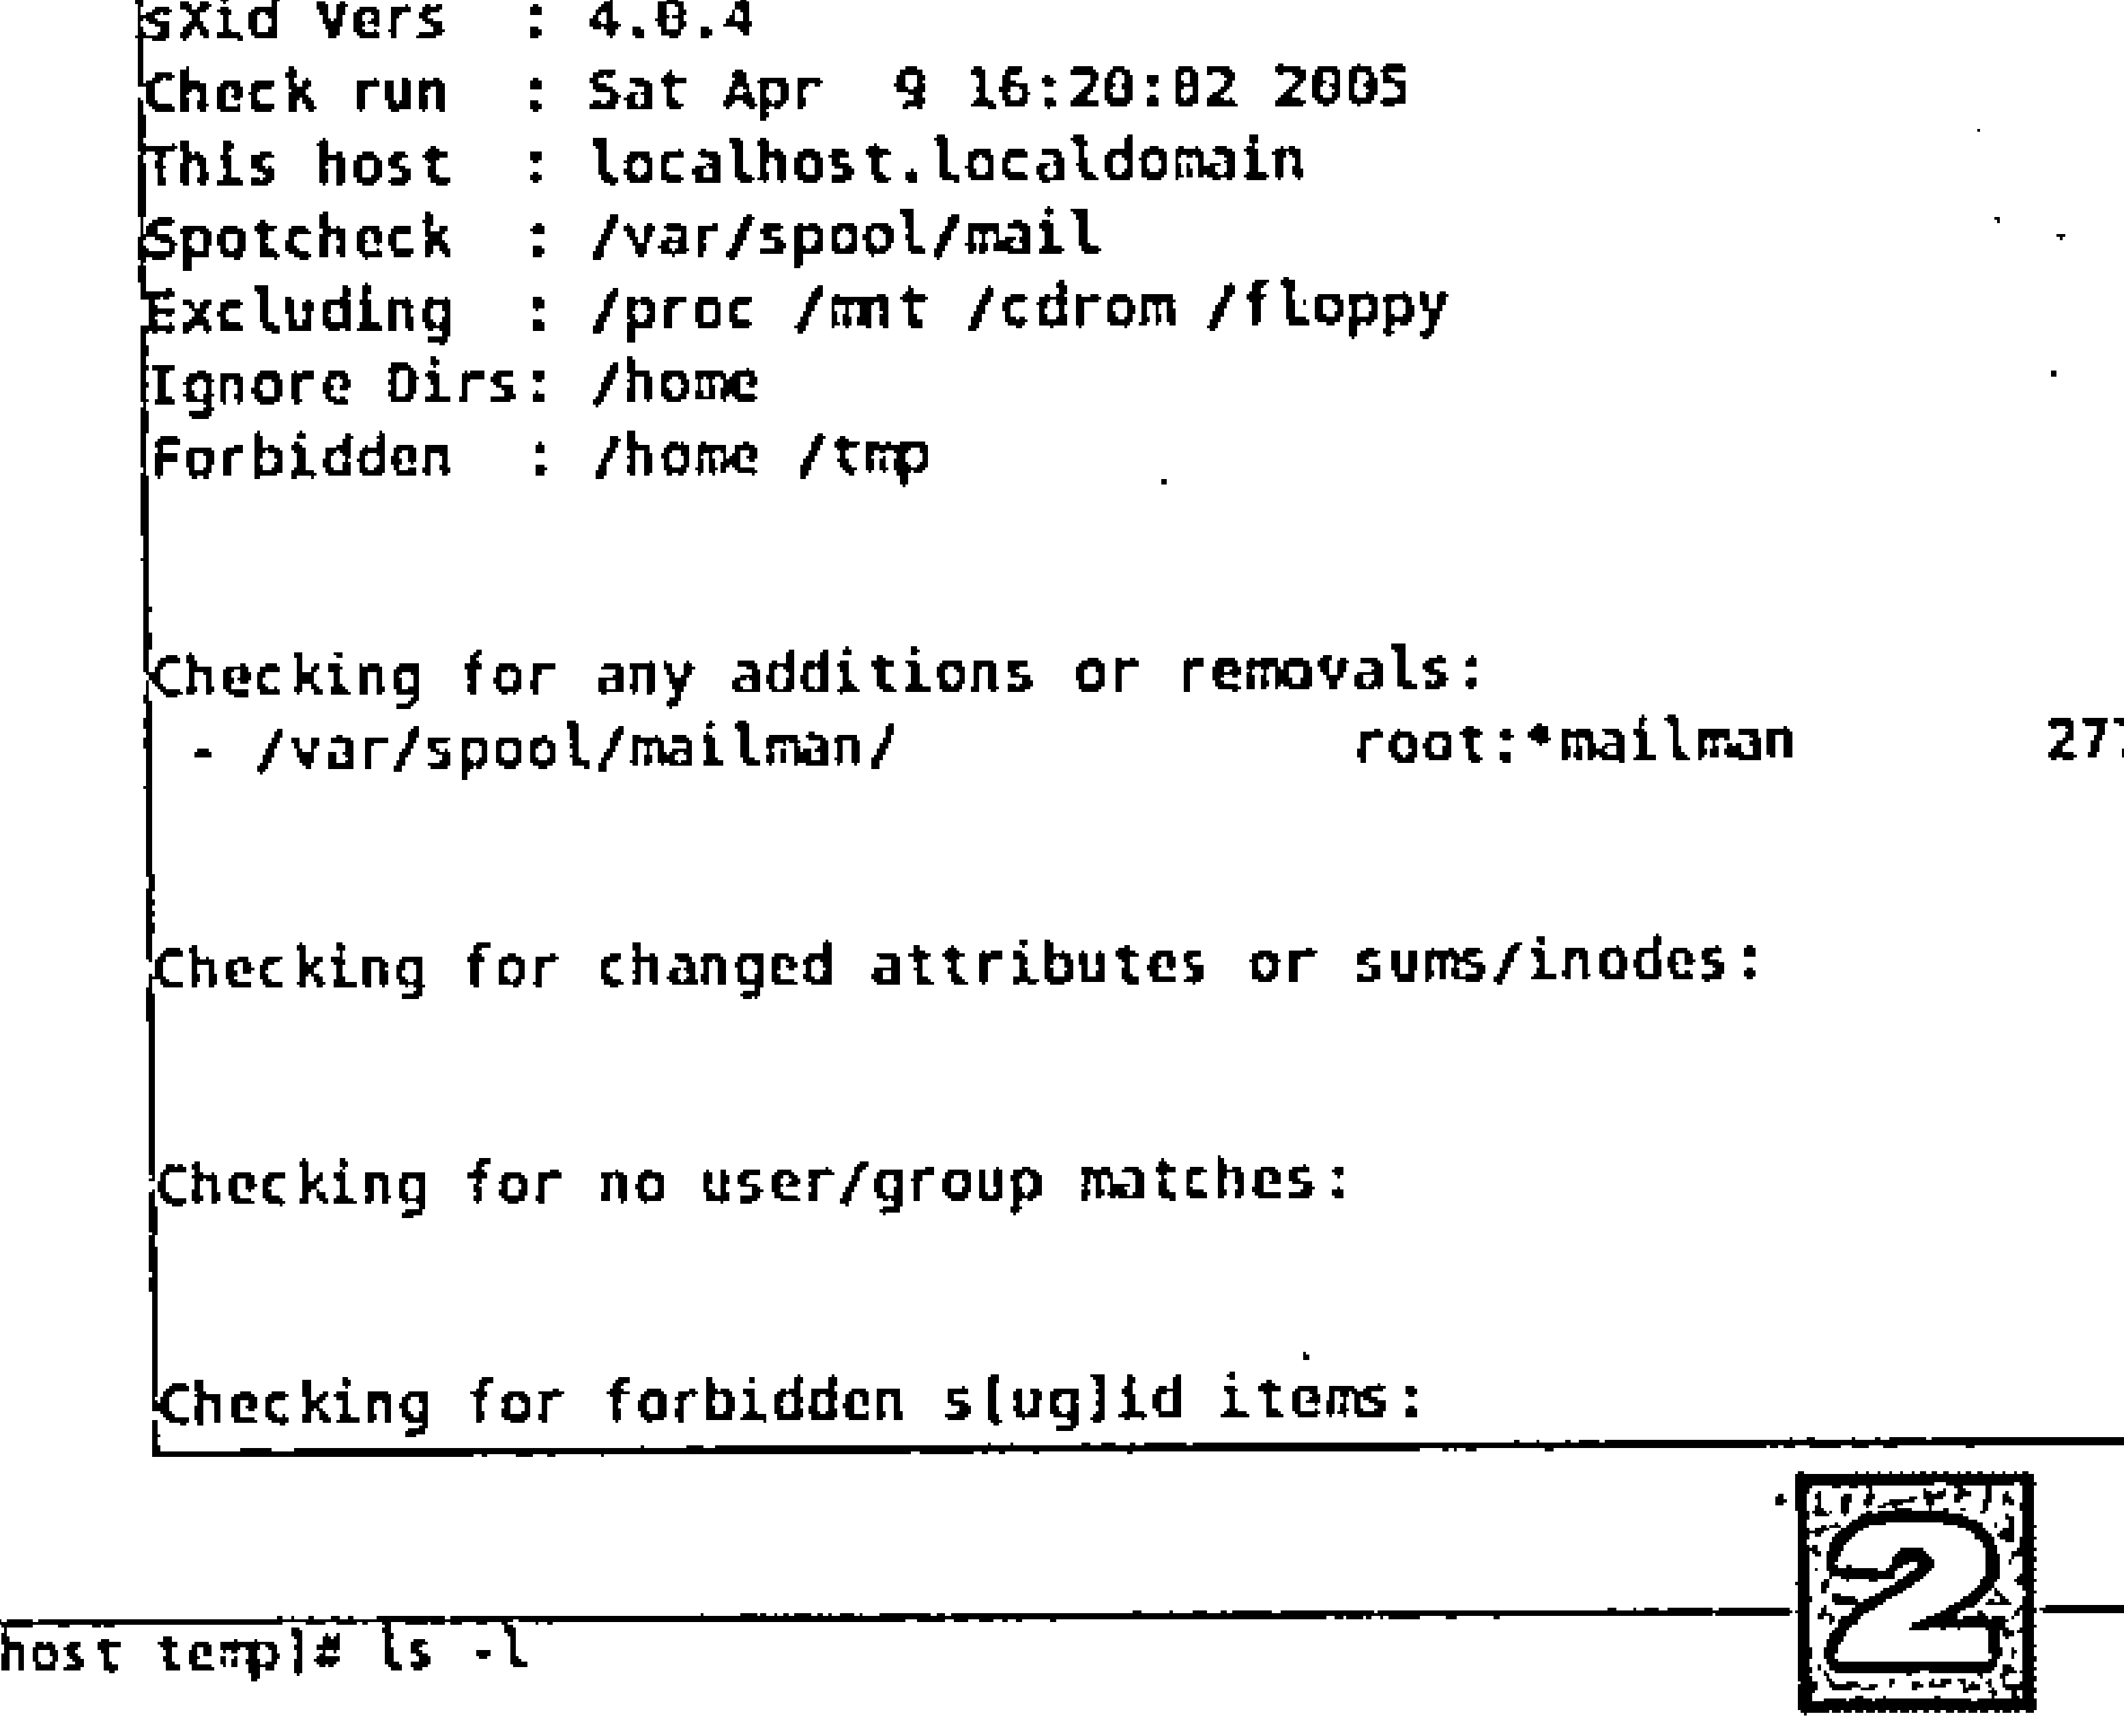 sXid Vers  : 4.0.4
Check run  : Sat Apr  9 16:20:02 2005
This host  : localhost.localdomain
Spotcheck  : /var/spool/mail
Excluding  : /proc /mnt /cdrom /floppy
Ignore Dirs: /home
Forbidden  : /home /tmp
Checking for any additions or removals:
- /var/spool/mailman/ root:*mailman 277
Checking for changed attributes or sums/inodes:
Checking for no user/group matches:
Checking for forbidden s[ug]id items:
2
host temp]# ls -l